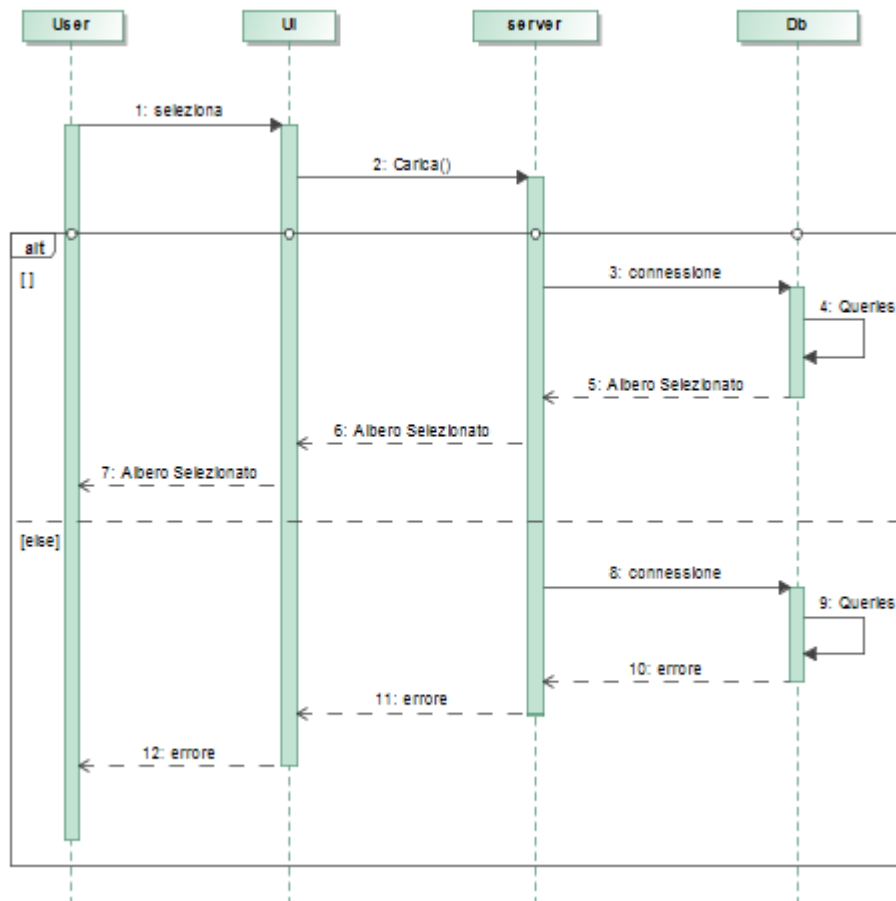 User
UI
server
Db
1: seleziona
2: Carica()
alt
[ ]
3: connessione
4: Queries
5: Albero Selezionato
6: Albero Selezionato
7: Albero Selezionato
[else]
8: connessione
9: Queries
10: errore
11: errore
12: errore